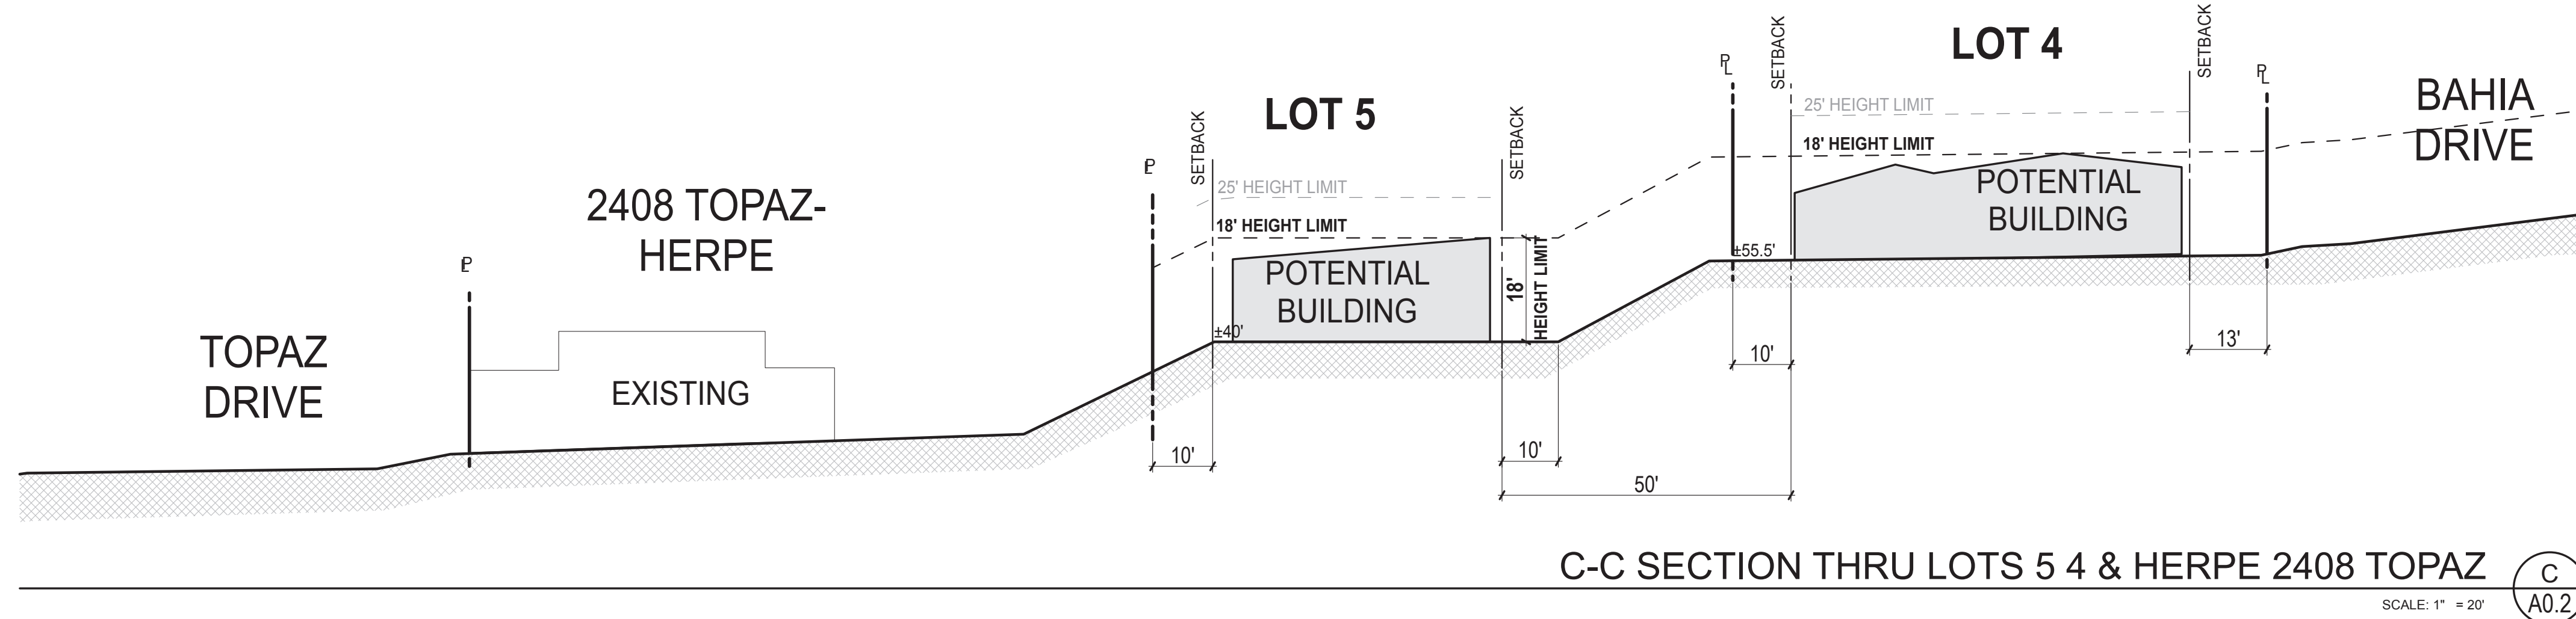 TOPAZ
DRIVE
PL
EXISTING
2408 TOPAZ-
HERPE
PL
10'
SETBACK
LOT 5
25' HEIGHT LIMIT
18' HEIGHT LIMIT
±40'
POTENTIAL
BUILDING
SETBACK
18'
HEIGHT LIMIT
10'
50'
PL
SETBACK
10'
±55.5'
LOT 4
25' HEIGHT LIMIT
18' HEIGHT LIMIT
POTENTIAL
BUILDING
SETBACK
PL
13'
BAHIA
DRIVE
C-C SECTION THRU LOTS 5 4 & HERPE 2408 TOPAZ
SCALE: 1" = 20'
C
A0.2